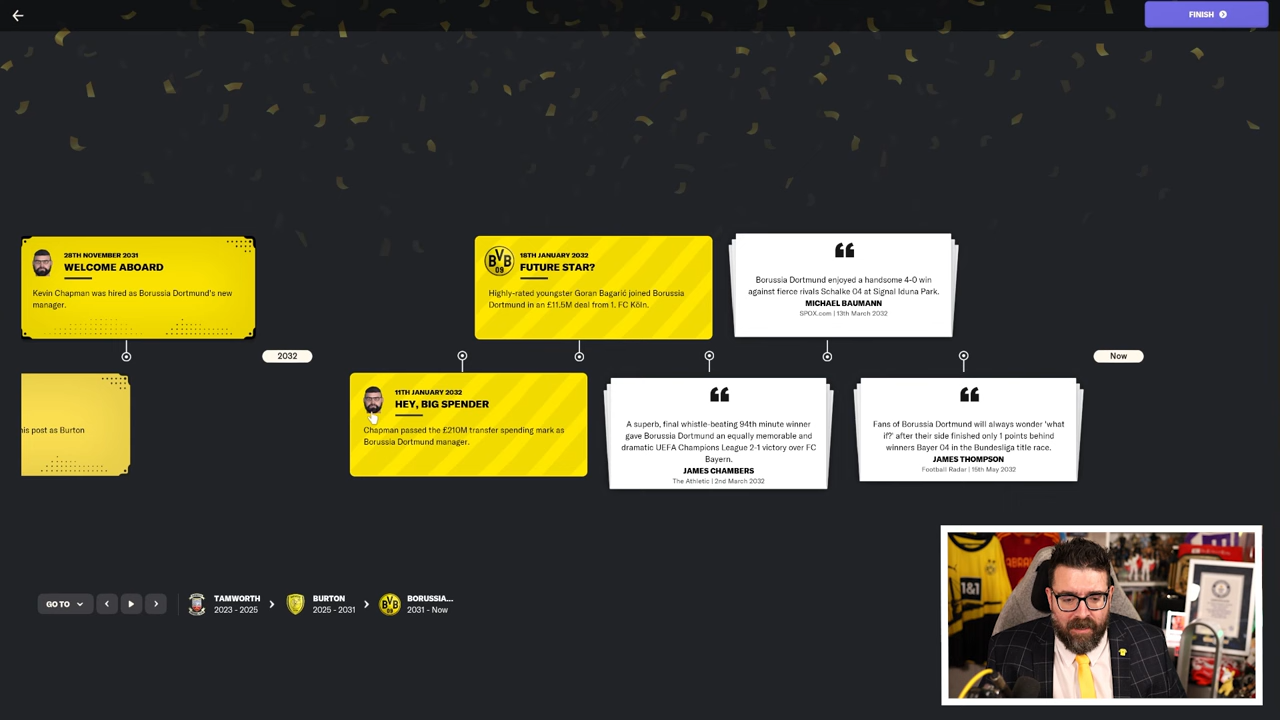 FINISH
28TH NOVEMBER 2031
WELCOME ABOARD
Kevin Chapman was hired as Borussia Dortmund's new
manager.
18TH JANUARY 2032
FUTURE STAR?
Highly-rated youngster Goran Bagarić joined Borussia
Dortmund in an £11.5M deal from 1. FC Köln.
BVB
09
Borussia Dortmund enjoyed a handsome 4-0 win
against fierce rivals Schalke 04 at Signal Iduna Park.
MICHAEL BAUMANN
SPOX.com | 13th March 2032
2032
Now
his post as Burton
11TH JANUARY 2032
HEY, BIG SPENDER
Chapman passed the £210M transfer spending mark as
Borussia Dortmund manager.
A superb, final whistle-beating 94th minute winner
gave Borussia Dortmund an equally memorable and
dramatic UEFA Champions League 2-1 victory over FC
Bayern.
JAMES CHAMBERS
The Athletic | 2nd March 2032
Fans of Borussia Dortmund will always wonder 'what
if?' after their side finished only 1 points behind
winners Bayer 04 in the Bundesliga title race.
JAMES THOMPSON
Football Radar | 15th May 2032
GO TO
TAMWORTH
2023 - 2025
BURTON
2025 - 2031
BORUSSIA...
2031 - Now
1&1